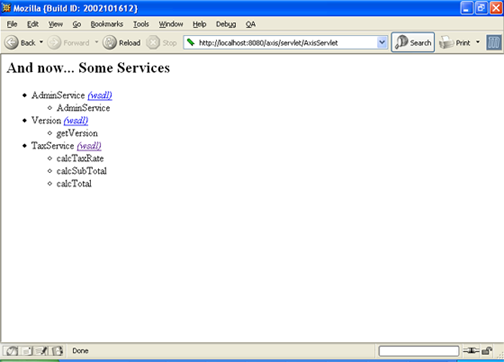 Mozilla {Build ID: 2002101612}
File Edit View Go Bookmarks Tools Window Help Debug QA
Back Forward Reload Stop http://localhost:8080/axis/servlet/AxisServlet Search Print
And now... Some Services
AdminService (wsdl)
AdminService
Version (wsdl)
getVersion
TaxService (wsdl)
calcTaxRate
calcSubTotal
calcTotal
Done